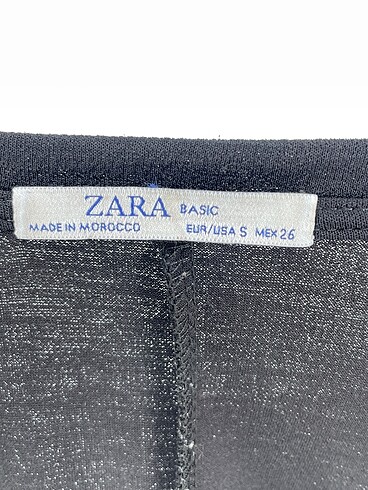 ZARA BASIC
MADE IN MOROCCO EUR/USA S MEX 26